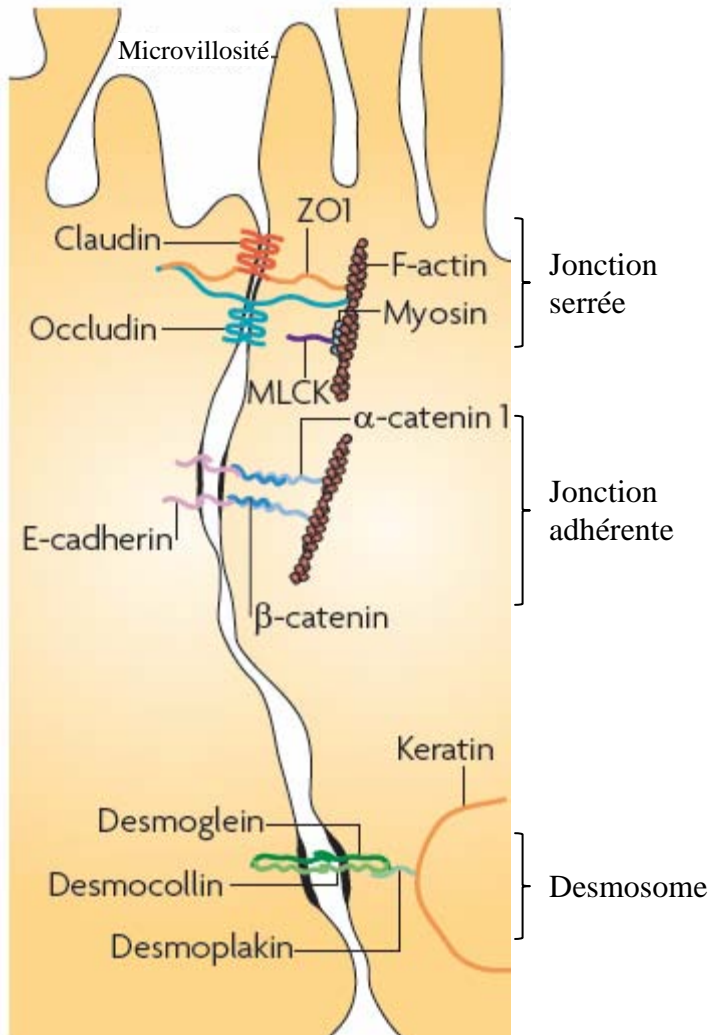 Microvillosité
ZO1
Claudin
F-actin
Jonction
serrée
Myosin
Occludin
MLCK
α-catenin 1
Jonction
adhérente
E-cadherin
β-catenin
Keratin
Desmoglein
Desmocollin
Desmosome
Desmoplakin